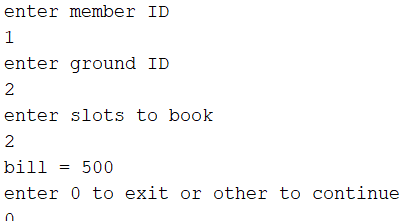 enter member ID
1
enter ground ID
2
enter slots to book
2
bill = 500
enter 0 to exit or other to continue
0